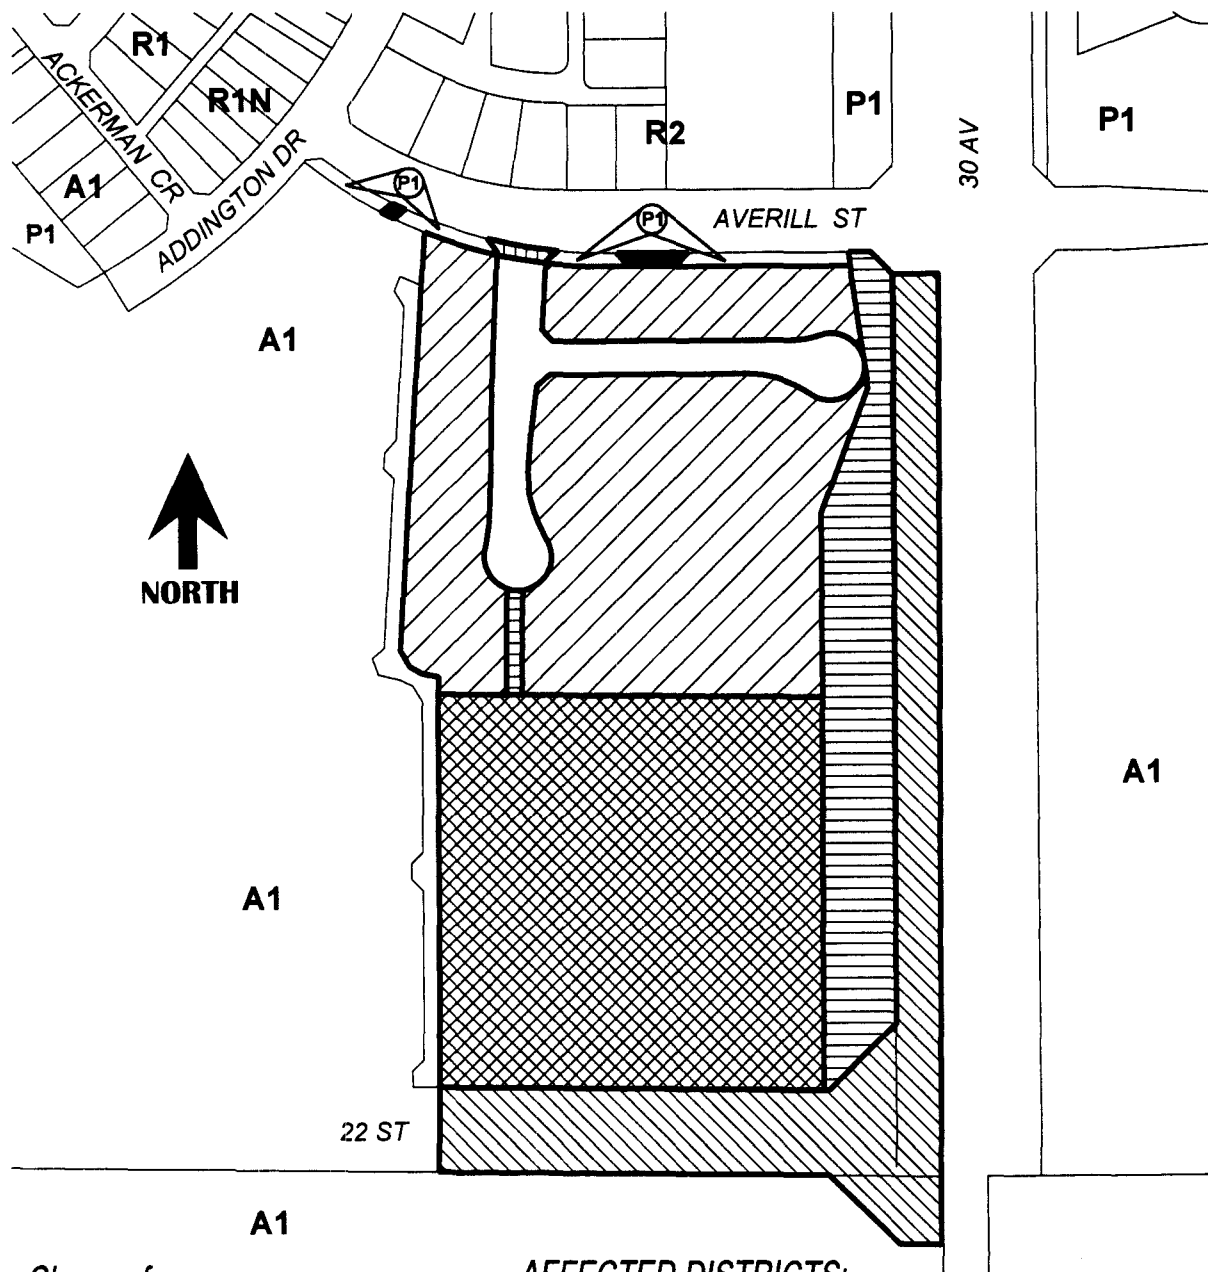 R1
ACKERMAN CR
R1N
P1
P1
R2
30 AV
A1
ADDINGTON DR
P1
P1
P1
AVERILL ST
A1
NORTH
A1
A1
22 ST
A1
AFFECTED DISTRICTS: